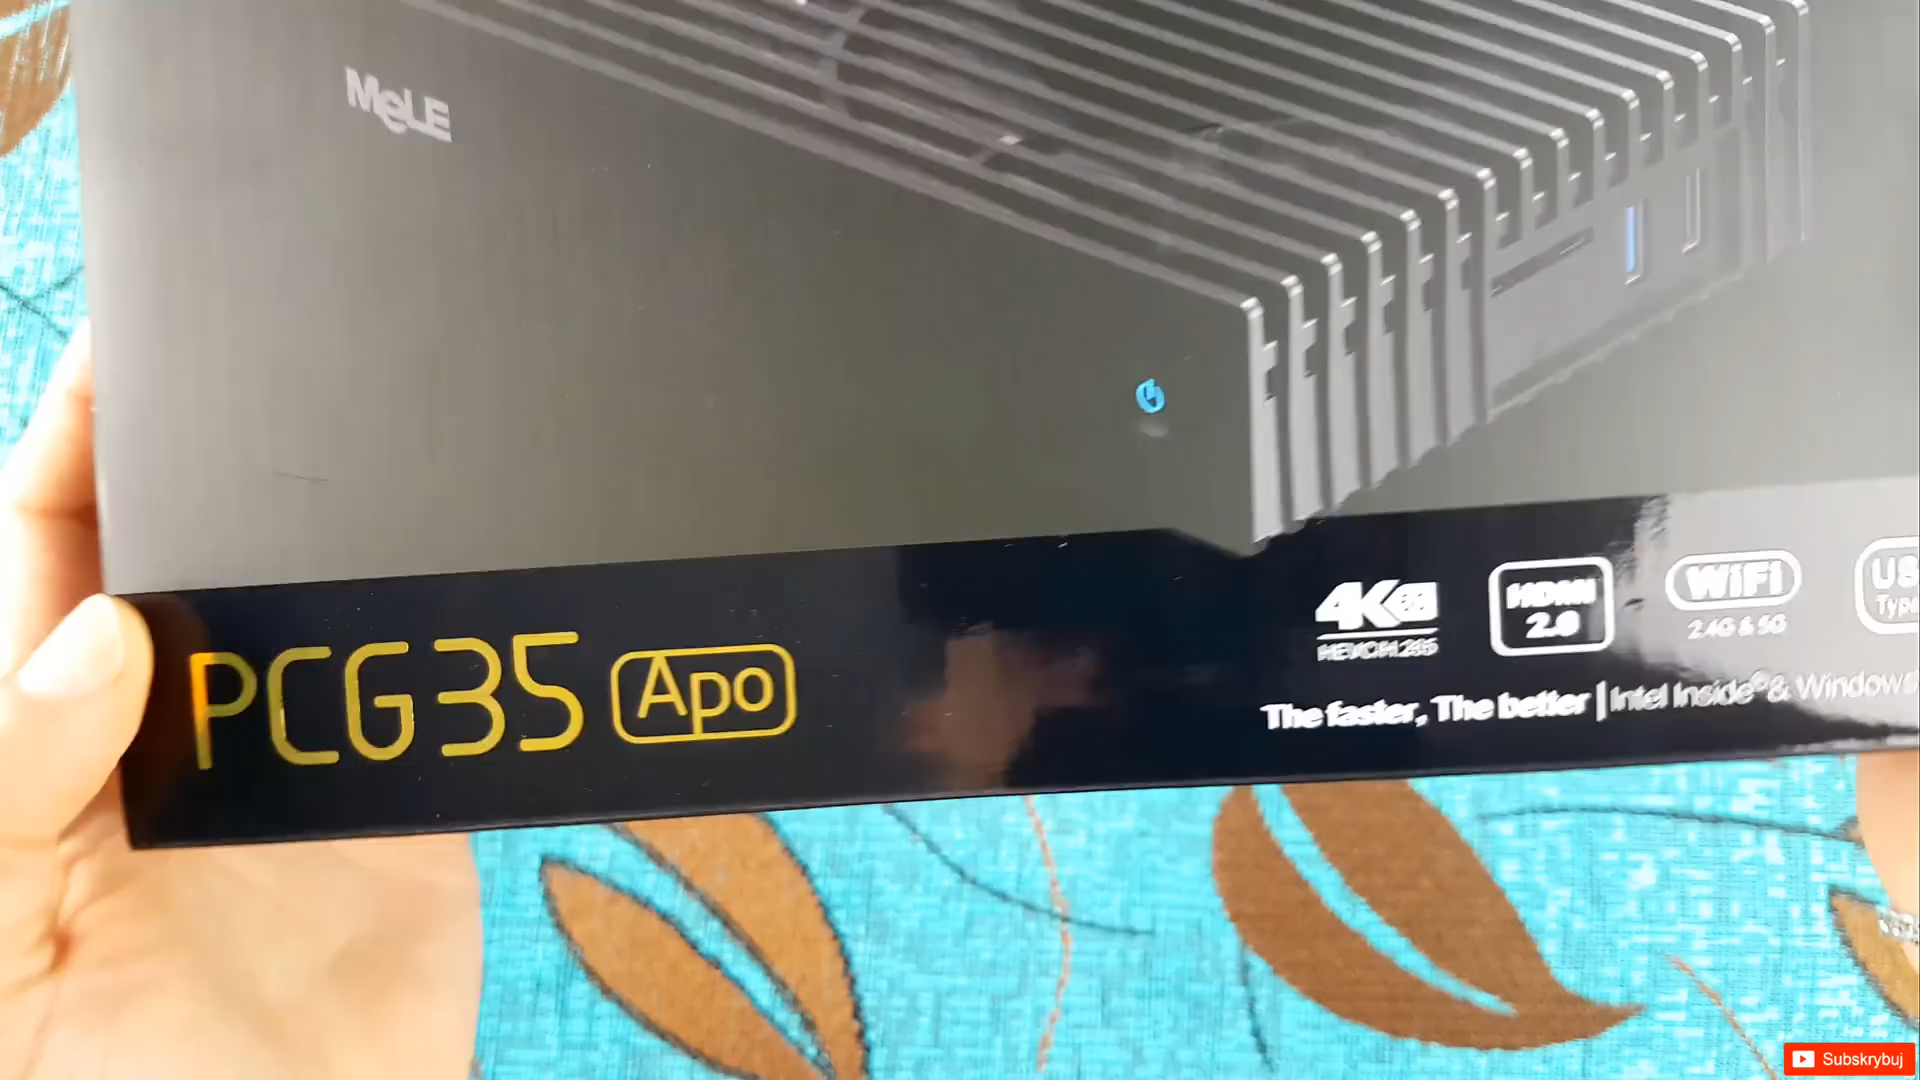 MeLE
PCG35 Apo
4K
HEVC/H.265
HDMI
2.0
WiFi
2.4G & 5G
The faster, The better | Intel Inside® & Windows
Subskrybuj